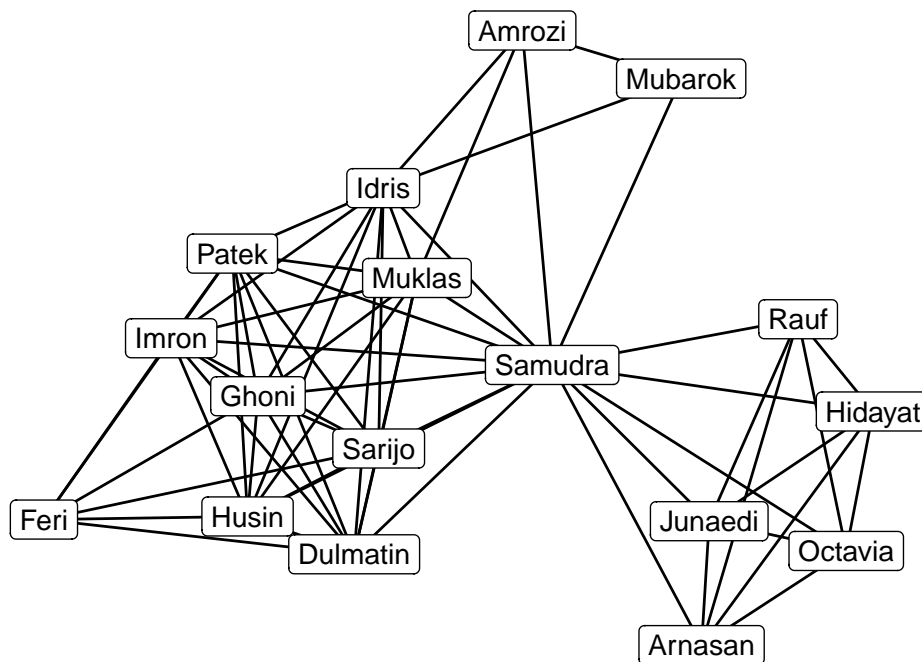 Amrozi
Mubarok
Idris
Patek
Muklas
Rauf
Imron
Samudra
Ghoni
Hidayat
Sarijo
Feri
Husin
Junaedi
Dulmatin
Octavia
Arnasan